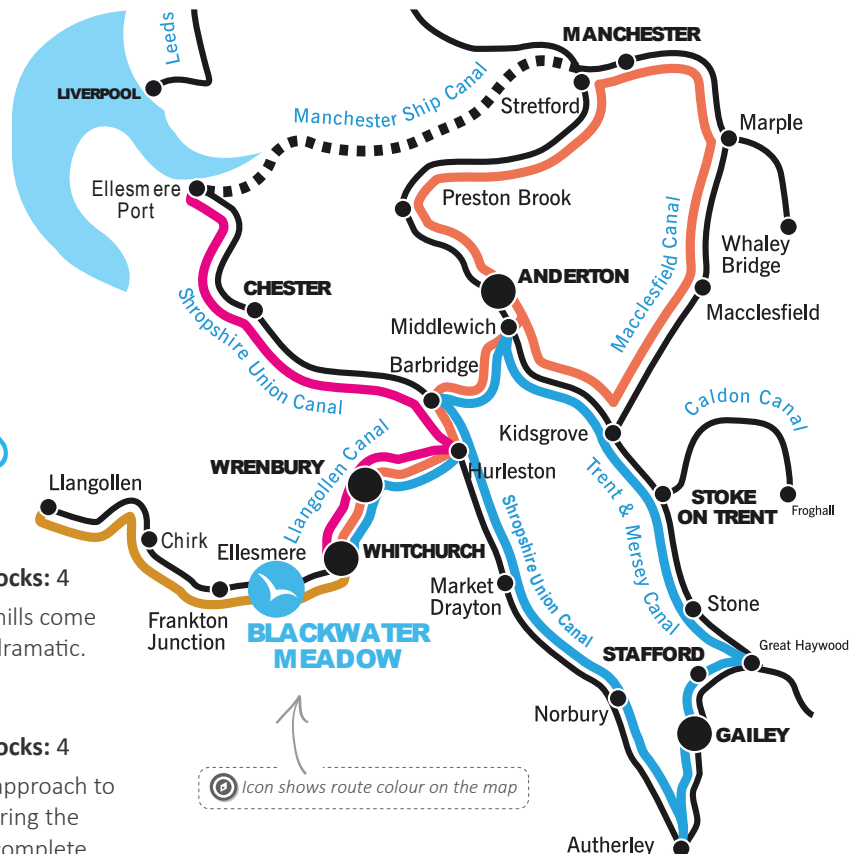 Leeds
MANCHESTER
LIVERPOOL
Manchester Ship Canal
Stretford
Marple
Ellesmere
Port
Preston Brook
Whaley
Bridge
Macclesfield Canal
ANDERTON
CHESTER
Macclesfield
Middlewich
Shropshire Union Canal
Barbridge
Caldon Canal
Kidsgrove
Llangollen Canal
WRENBURY
Hurleston
Llangollen
STOKE
ON TRENT
Froghall
Trent & Mersey Canal
Shropshire Union Canal
Chirk
Ellesmere
WHITCHURCH
ocks: 4
Market
Drayton
Stone
hills come
Frankton
Junction
dramatic.
BLACKWATER
MEADOW
Great Haywood
STAFFORD
Norbury
GAILEY
ocks: 4
approach to
Icon shows route colour on the map
ring the
complete
Autherley